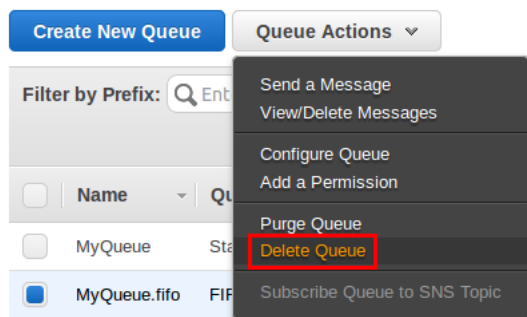 Create New Queue Queue Actions
Send a Message
Filter by Prefix: Ent
View/Delete Messages
Configure Queue
Add a Permission
Name
Purge Queue
MyQueue
Delete Queue
MyQueue.fifo
Subscribe Queue to SNS Topic